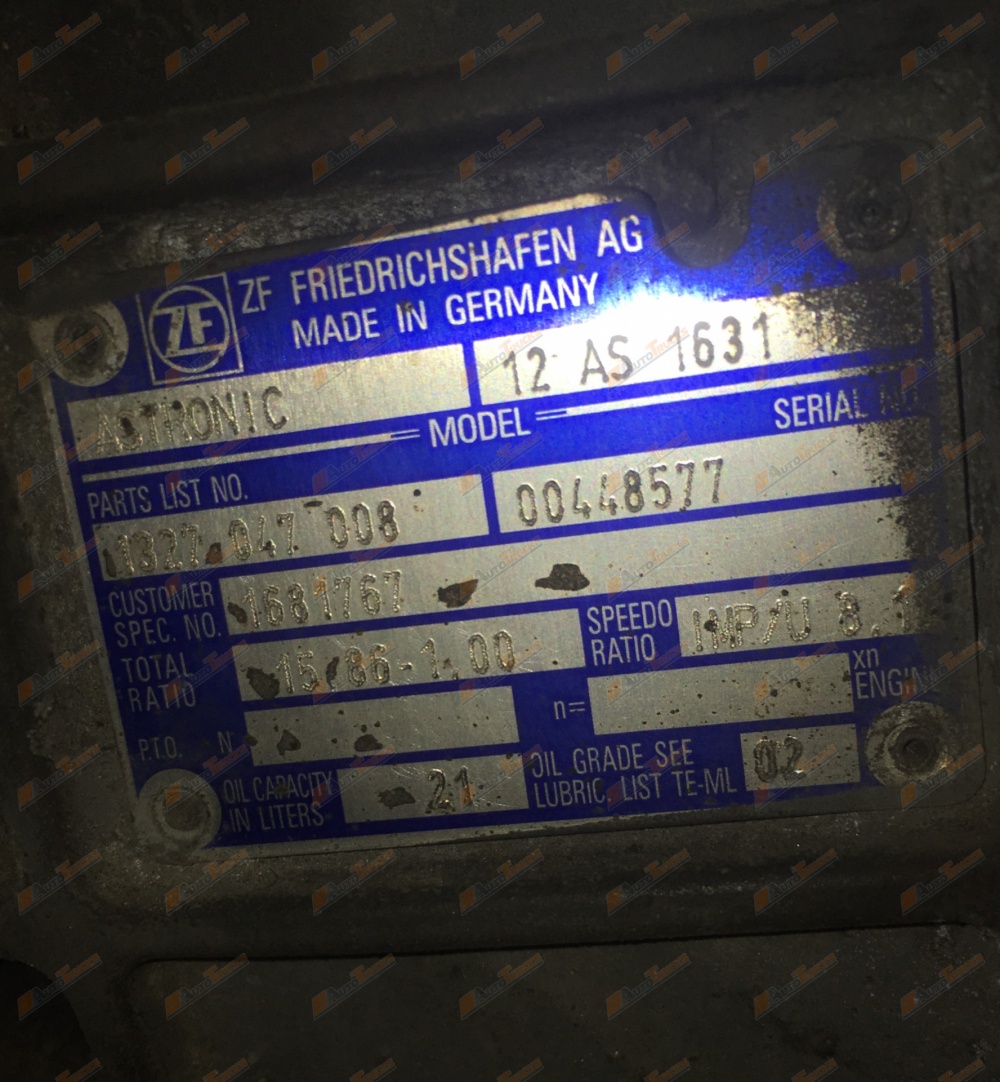 ZF
ZF FRIEDRICHSHAFEN AG
MADE IN GERMANY
ASTRONIC 12 AS 1631
MODEL SERIAL NO.
PARTS LIST NO.
1327.047 008 00448577
CUSTOMER SPEC. NO. 1681767
TOTAL RATIO 15,86-1,00 SPEEDO RATIO IMP/U 8,
P.T.O. N n= xn ENGINE
OIL CAPACITY IN LITERS 21 OIL GRADE SEE LUBRIC. LIST TE-ML 02
AUTOTRUCKS